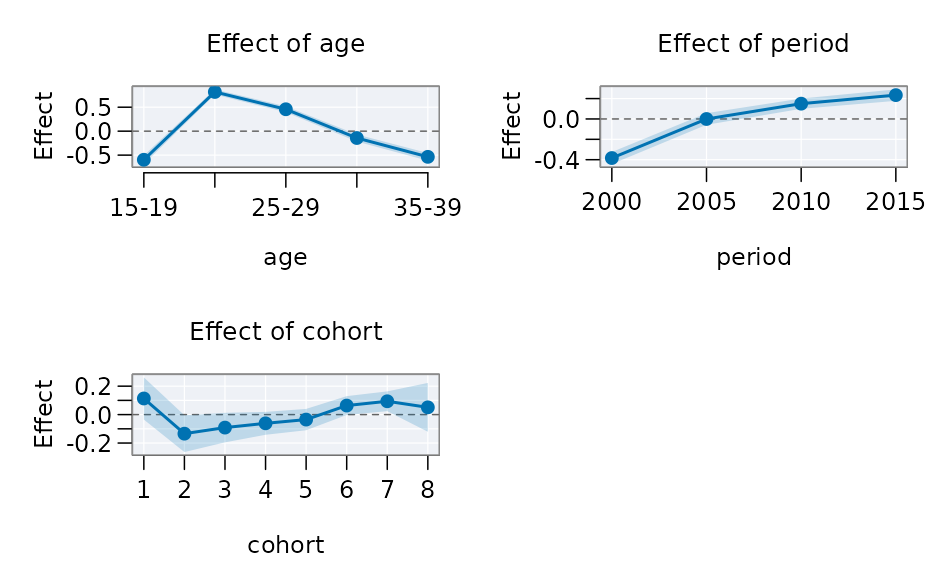 Effect of age
Effect
0.5
0.0
-0.5
15-19 25-29 35-39
age
Effect of period
Effect
0.0
-0.4
2000 2005 2010 2015
period
Effect of cohort
Effect
0.2
0.0
-0.2
1 2 3 4 5 6 7 8
cohort